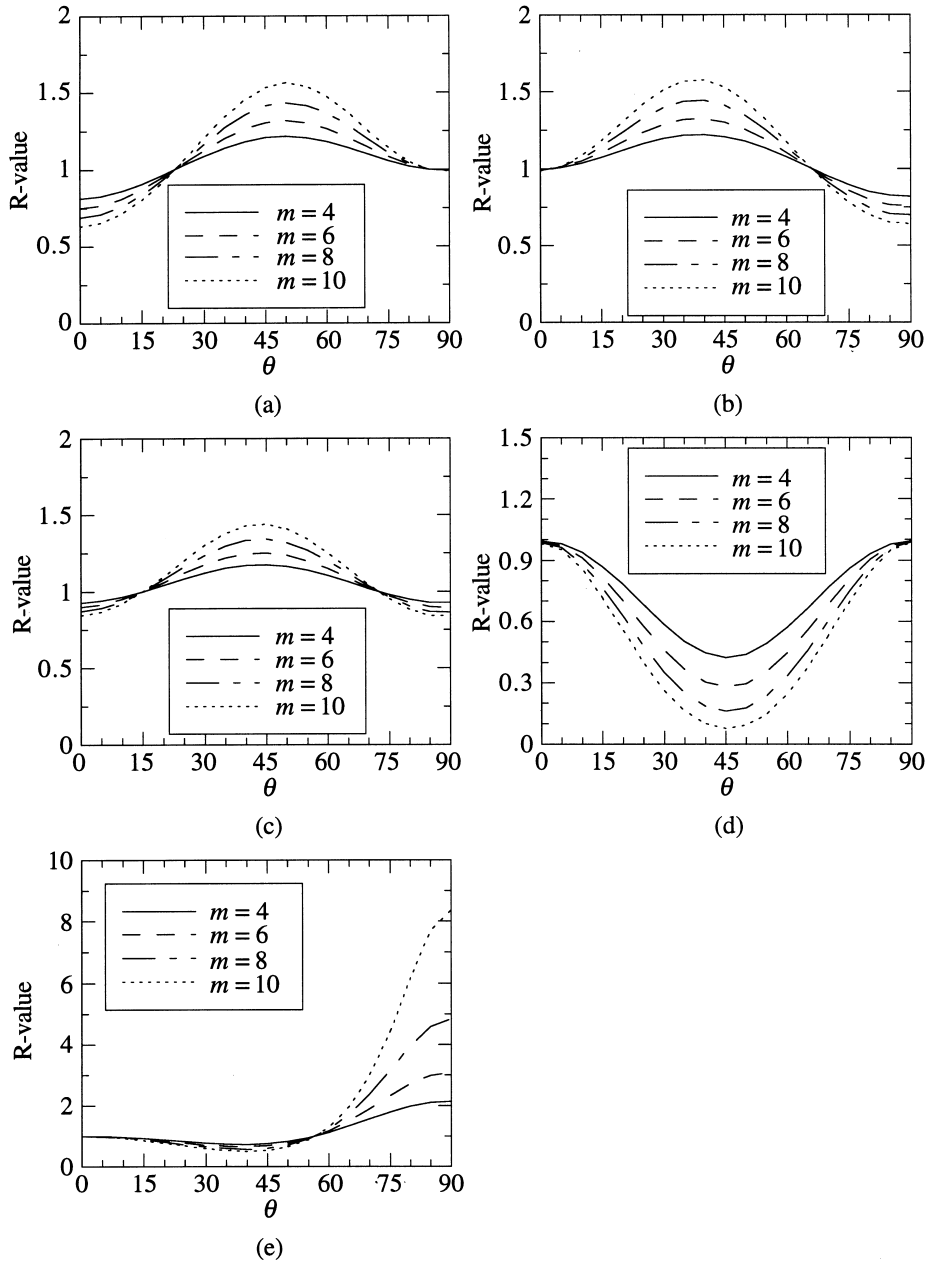 2
1.5
1
0.5
0
R-value
0 15 30 45 60 75 90
θ
m = 4
m = 6
m = 8
m = 10
(a)
2
1.5
1
0.5
0
R-value
0 15 30 45 60 75 90
θ
m = 4
m = 6
m = 8
m = 10
(b)
2
1.5
1
0.5
0
R-value
0 15 30 45 60 75 90
θ
m = 4
m = 6
m = 8
m = 10
(c)
1.5
1.2
0.9
0.6
0.3
0
R-value
0 15 30 45 60 75 90
θ
m = 4
m = 6
m = 8
m = 10
(d)
10
8
6
4
2
0
R-value
0 15 30 45 60 75 90
θ
m = 4
m = 6
m = 8
m = 10
(e)